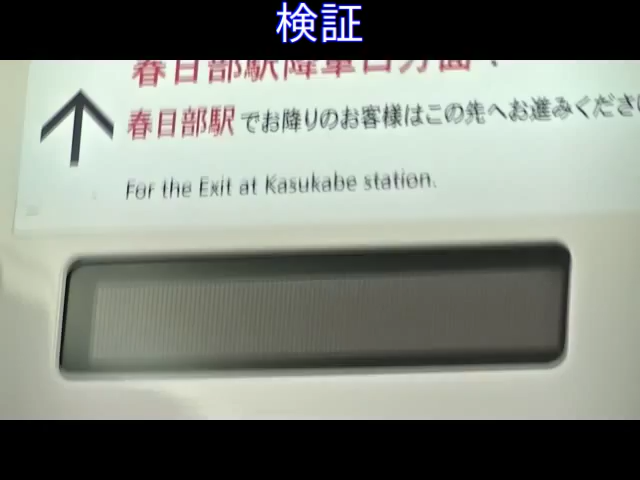 検証
春日部駅降車口方面↑
春日部駅でお降りのお客様はこの先へお進みくださ
For the Exit at Kasukabe station.